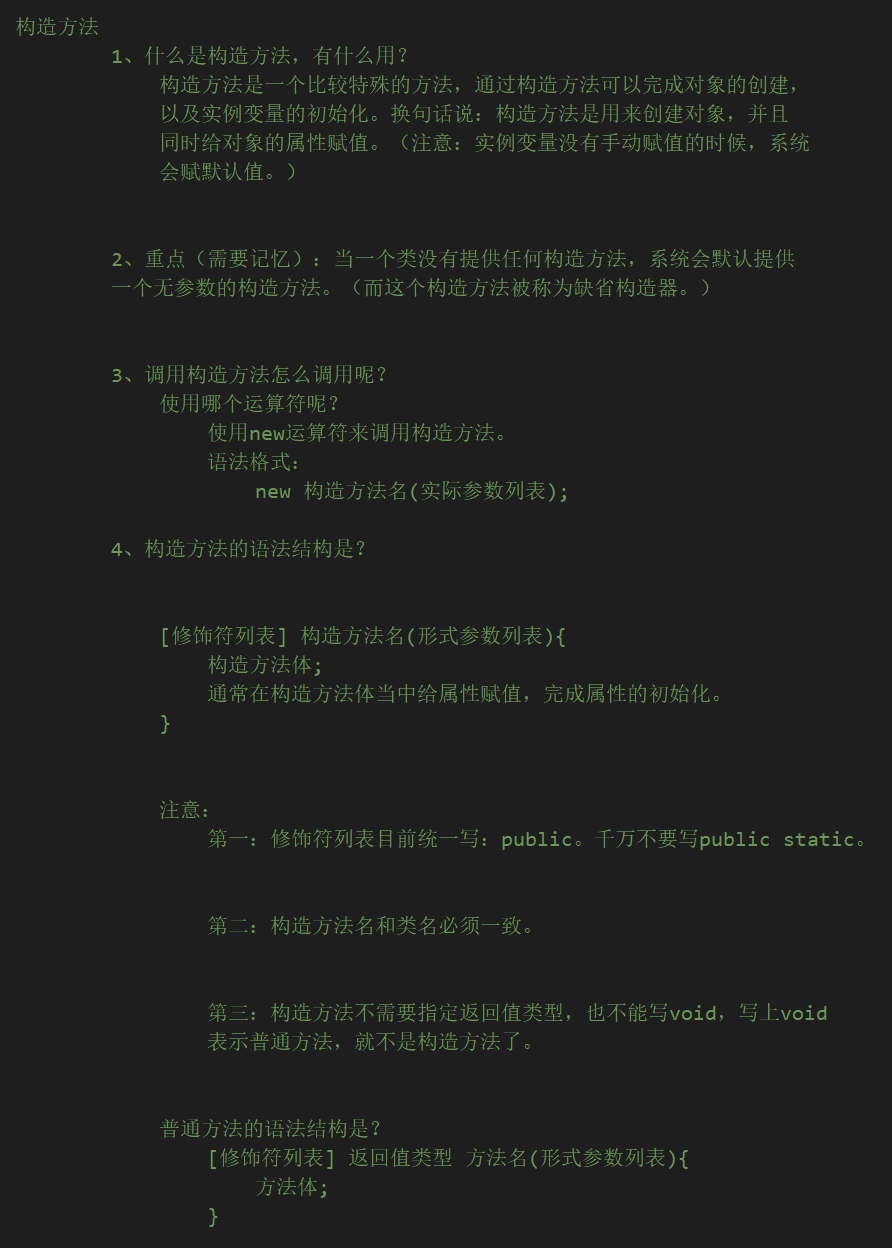 构造方法
1、什么是构造方法，有什么用？
构造方法是一个比较特殊的方法，通过构造方法可以完成对象的创建，
以及实例变量的初始化。换句话说：构造方法是用来创建对象，并且
同时给对象的属性赋值。（注意：实例变量没有手动赋值的时候，系统
会赋默认值。）
2、重点（需要记忆）：当一个类没有提供任何构造方法，系统会默认提供
一个无参数的构造方法。（而这个构造方法被称为缺省构造器。）
3、调用构造方法怎么调用呢？
使用哪个运算符呢？
使用new运算符来调用构造方法。
语法格式：
new 构造方法名(实际参数列表);
4、构造方法的语法结构是？
[修饰符列表] 构造方法名(形式参数列表){
构造方法体;
通常在构造方法体当中给属性赋值，完成属性的初始化。
}
注意：
第一：修饰符列表目前统一写：public。千万不要写public static。
第二：构造方法名和类名必须一致。
第三：构造方法不需要指定返回值类型，也不能写void，写上void
表示普通方法，就不是构造方法了。
普通方法的语法结构是？
[修饰符列表] 返回值类型 方法名(形式参数列表){
方法体;
}